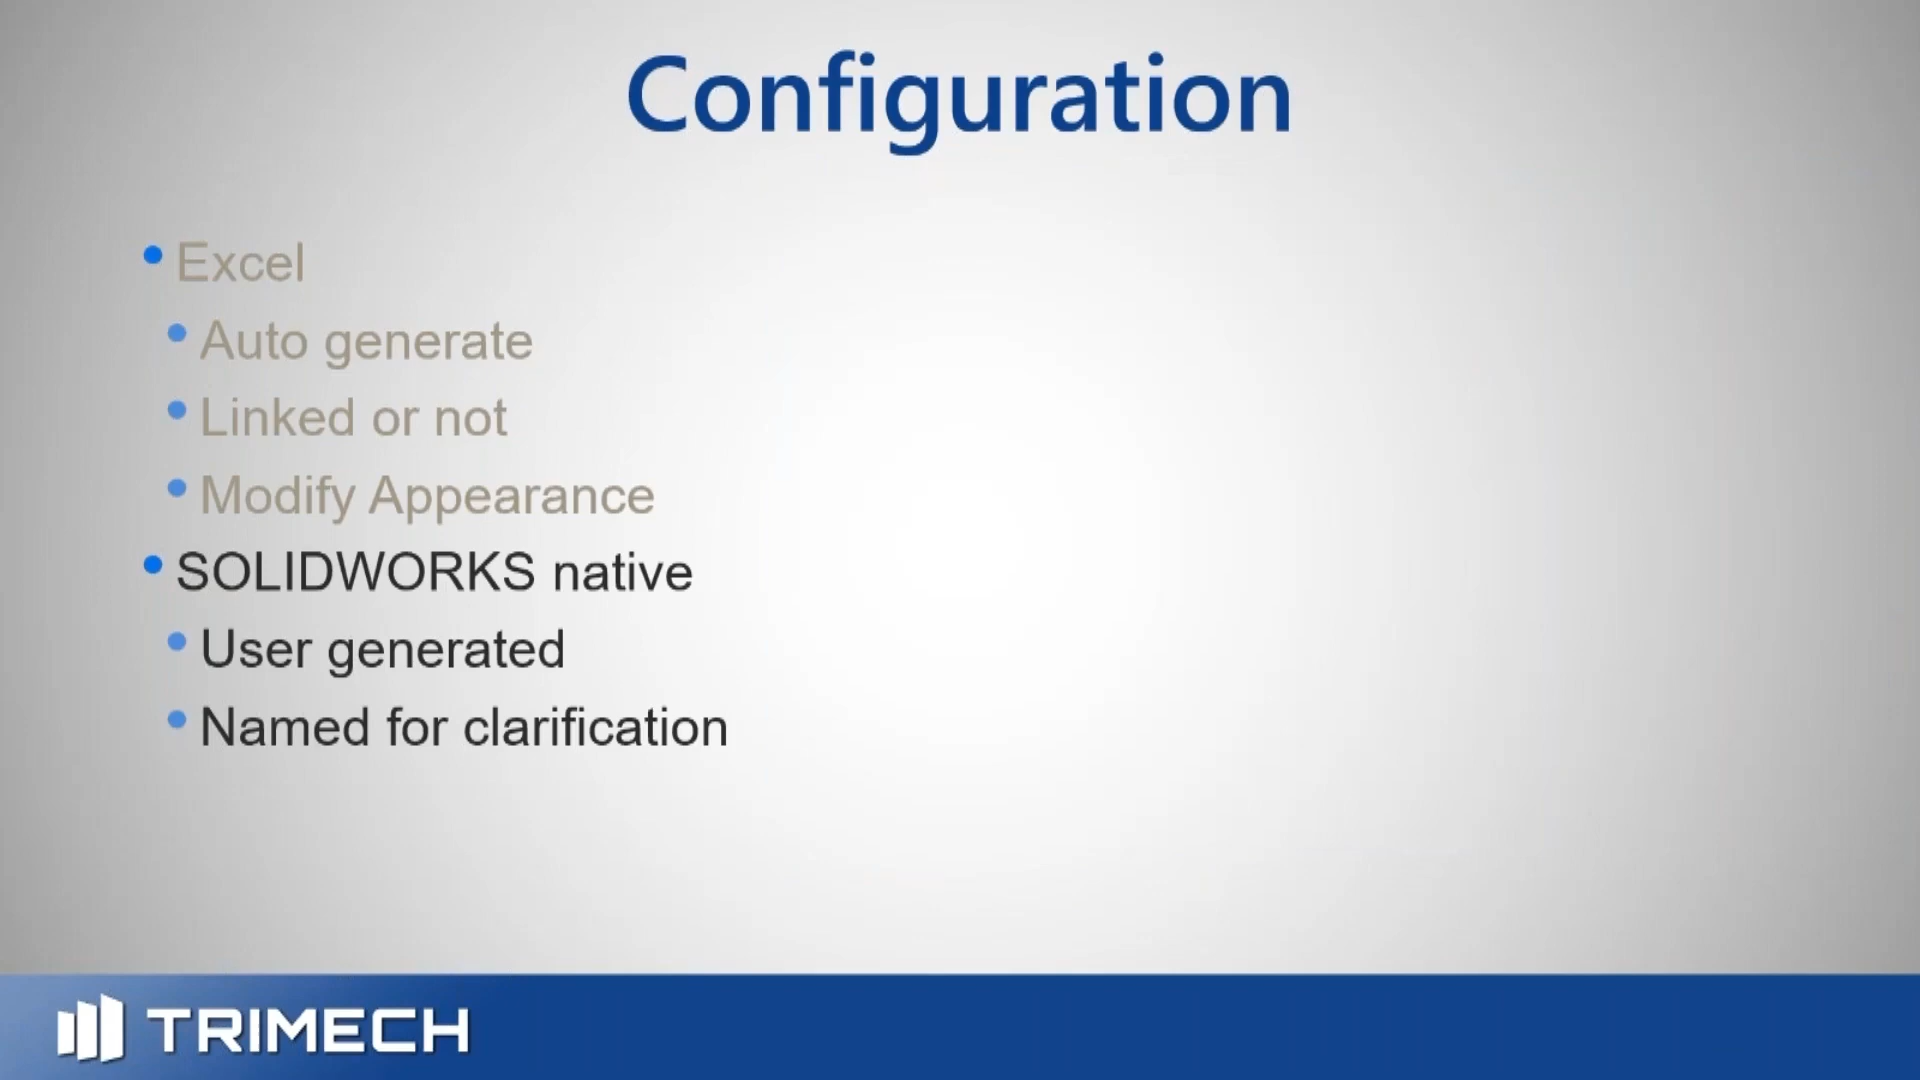 Configuration
Excel
Auto generate
Linked or not
Modify Appearance
SOLIDWORKS native
User generated
Named for clarification
TRIMECH